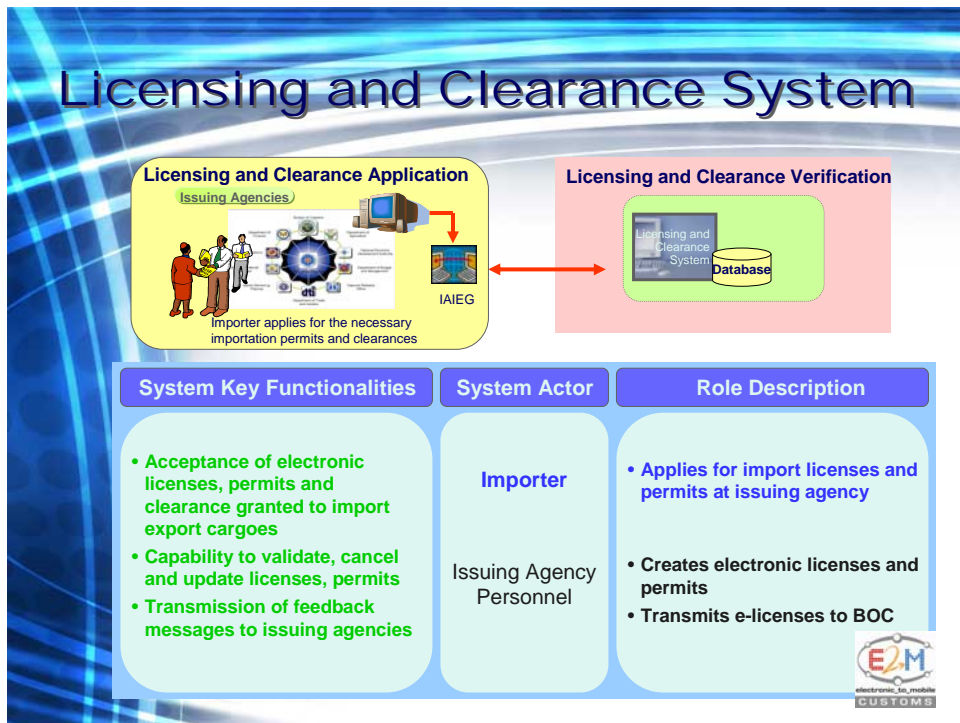 Licensing and Clearance System
Licensing and Clearance Application
Issuing Agencies
dti
IAIEG
Importer applies for the necessary
importation permits and clearances
Licensing and Clearance Verification
Licensing and
Clearance
System
Database
System Key Functionalities
System Actor
Role Description
• Acceptance of electronic
licenses, permits and
clearance granted to import
export cargoes
• Capability to validate, cancel
and update licenses, permits
• Transmission of feedback
messages to issuing agencies
Importer
Issuing Agency
Personnel
• Applies for import licenses and
permits at issuing agency
• Creates electronic licenses and
permits
• Transmits e-licenses to BOC
E2M
electronic_to_mobile
CUSTOMS